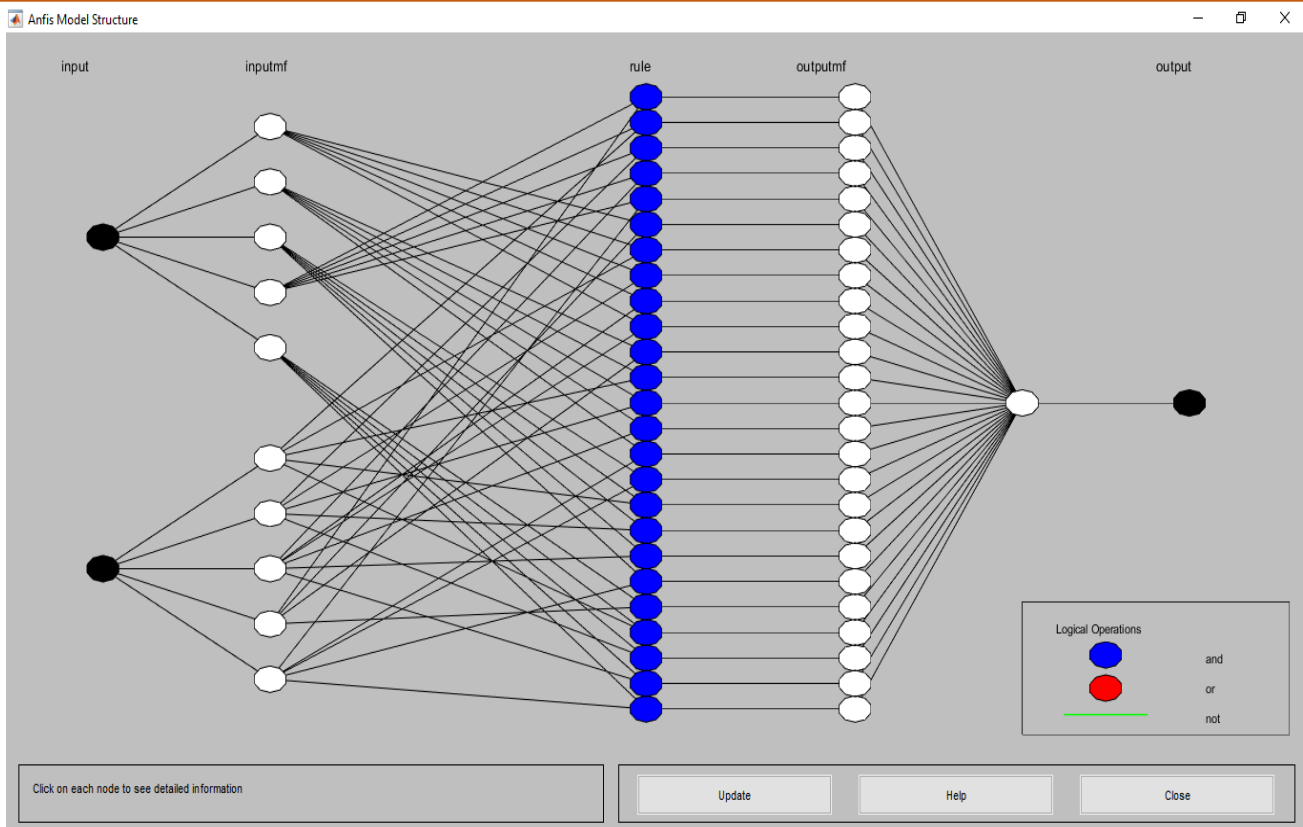 Anfis Model Structure
input inputmf rule outputmf output
Logical Operations
and
or
not
Click on each node to see detailed information
Update Help Close